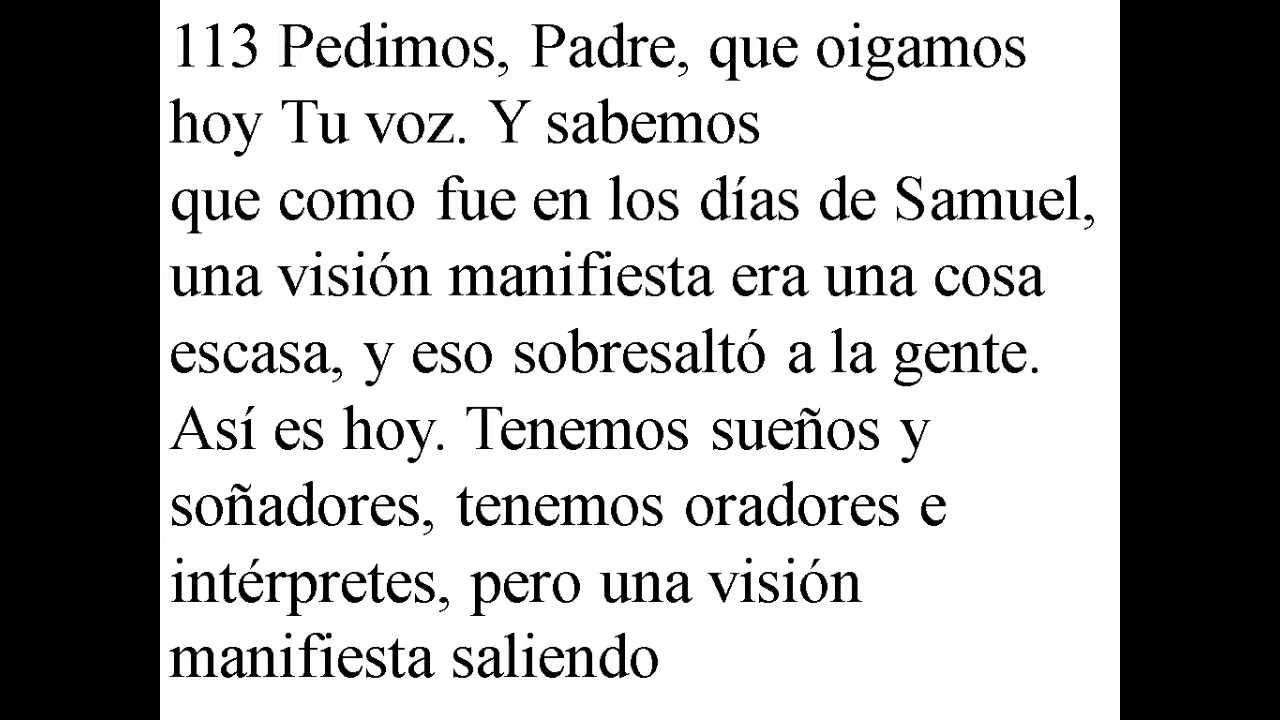 113 Pedimos, Padre, que oigamos
hoy Tu voz. Y sabemos
que como fue en los días de Samuel,
una visión manifiesta era una cosa
escasa, y eso sobresaltó a la gente.
Así es hoy. Tenemos sueños y
soñadores, tenemos oradores e
intérpretes, pero una visión
manifiesta saliendo